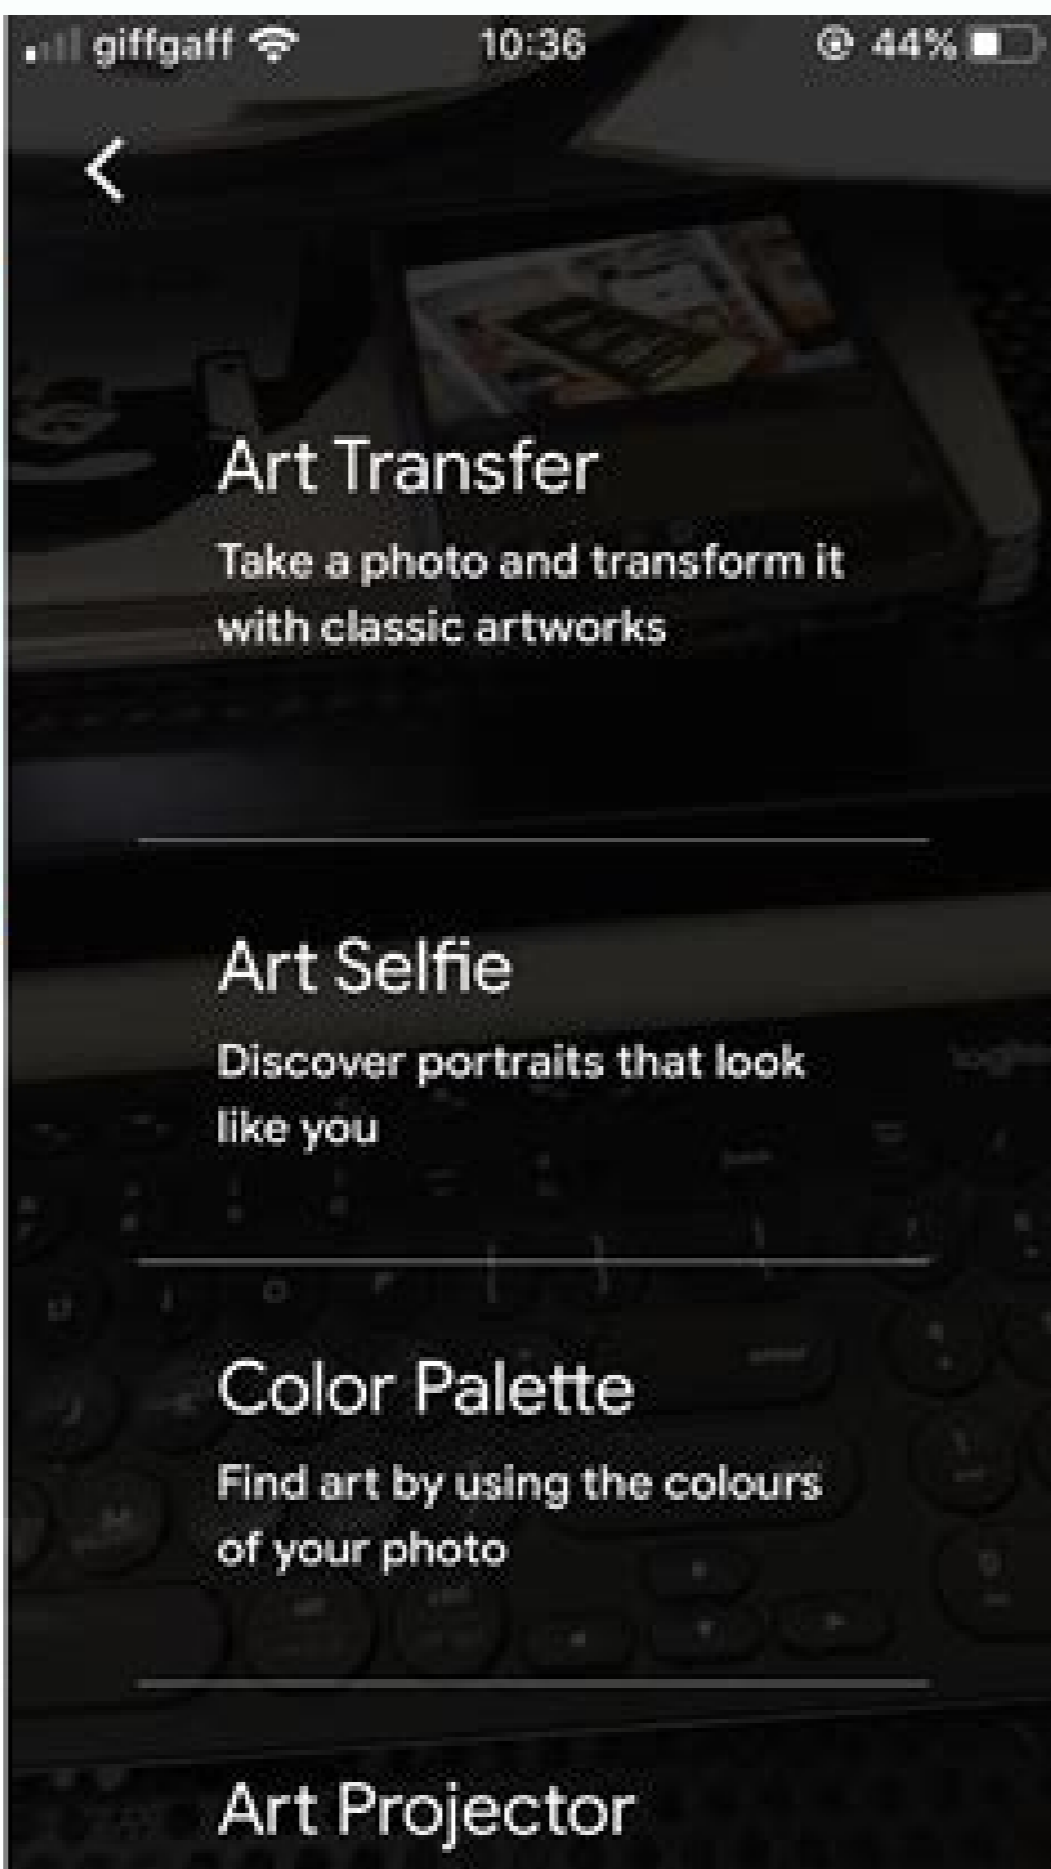 giffgaff 10:36 44%
Art Transfer
Take a photo and transform it
with classic artworks
Art Selfie
Discover portraits that look
like you
Color Palette
Find art by using the colours
of your photo
Art Projector